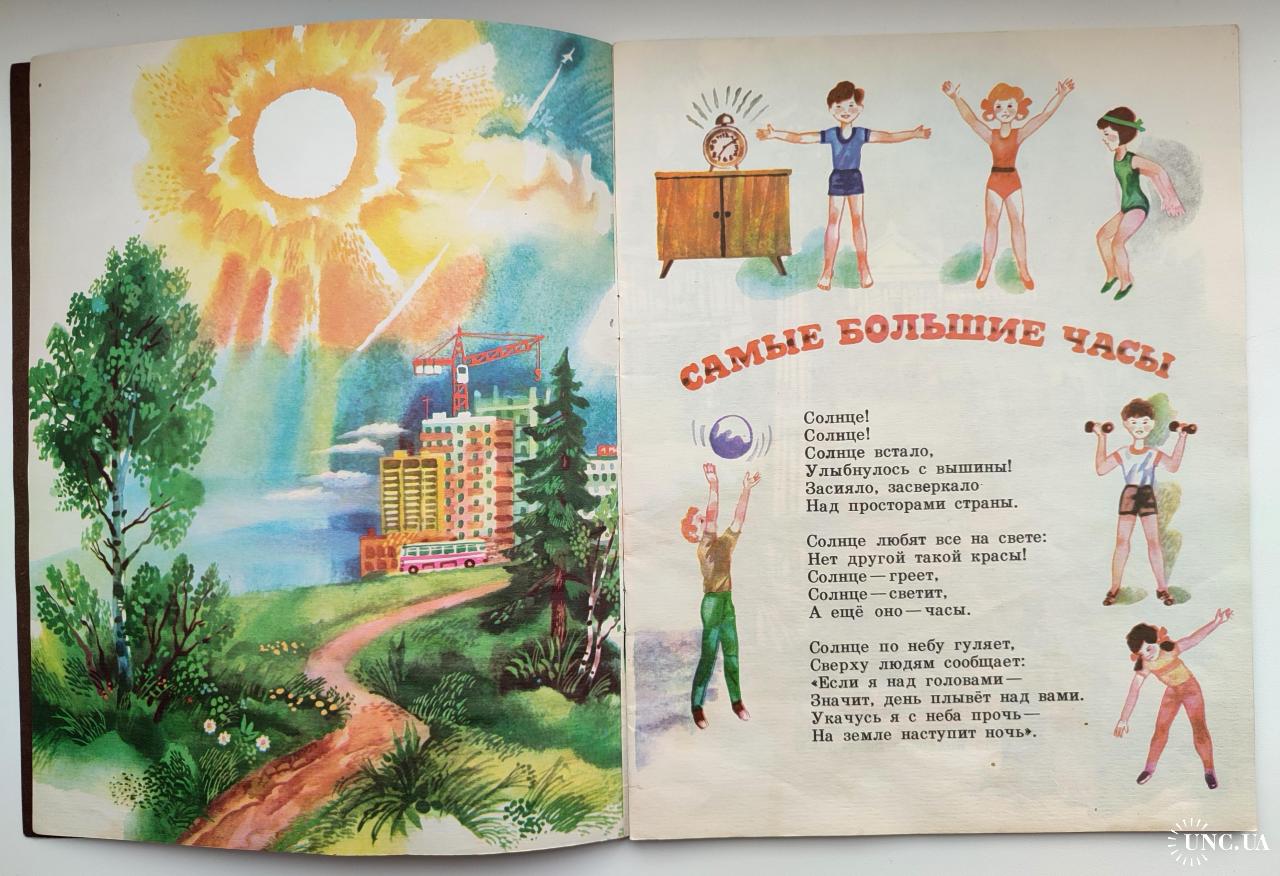 САМЫЕ БОЛЬШИЕ ЧАСЫ
Солнце!
Солнце!
Солнце встало,
Улыбнулось с вышины!
Засияло, засверкало
Над просторами страны.
Солнце любят все на свете:
Нет другой такой красы!
Солнце — греет,
Солнце — светит,
А ещё оно — часы.
Солнце по небу гуляет,
Сверху людям сообщает:
«Если я над головами —
Значит, день плывёт над вами.
Укачусь я с неба прочь —
На земле наступит ночь».
UNC.UA